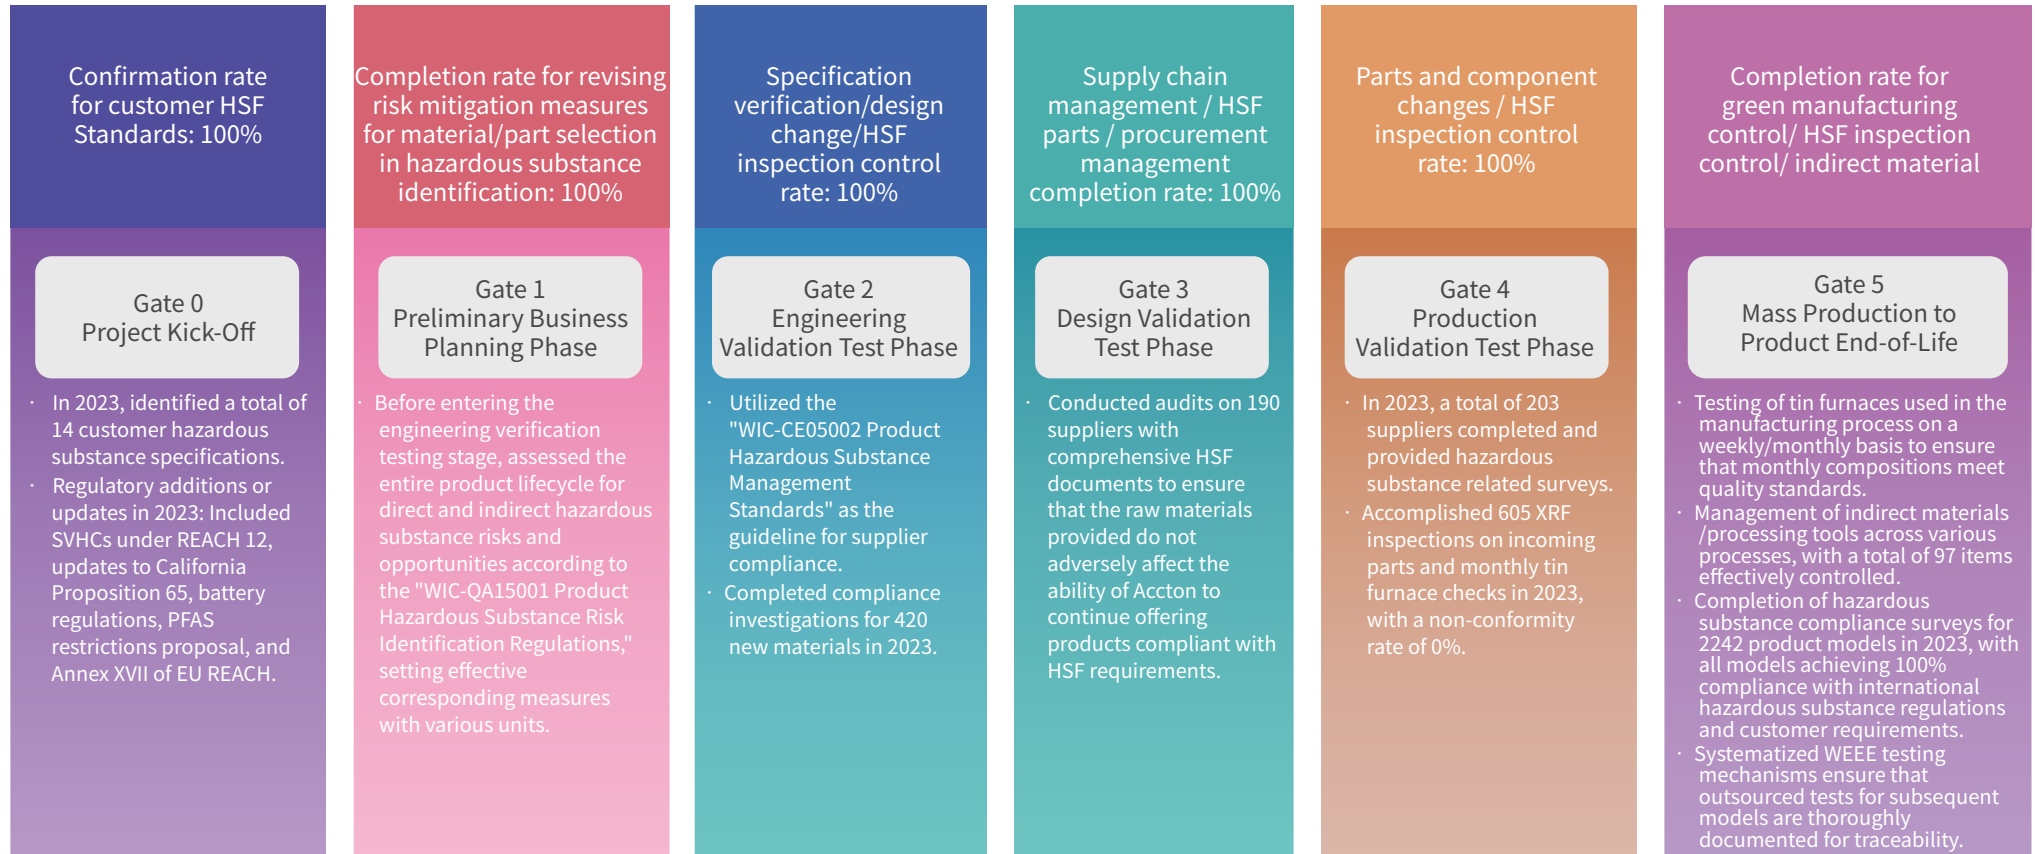 Confirmation rate
for customer HSF
Standards: 100%
Gate 0
Project Kick-Off
· In 2023, identified a total of
14 customer hazardous
substance specifications.
· Regulatory additions or
updates in 2023: Included
SVHCs under REACH 12,
updates to California
Proposition 65, battery
regulations, PFAS
restrictions proposal, and
Annex XVII of EU REACH.
Completion rate for revising
risk mitigation measures
for material/part selection
in hazardous substance
identification: 100%
Gate 1
Preliminary Business
Planning Phase
· Before entering the
engineering verification
testing stage, assessed the
entire product lifecycle for
direct and indirect hazardous
substance risks and
opportunities according to
the "WIC-QA15001 Product
Hazardous Substance Risk
Identification Regulations,"
setting effective
corresponding measures
with various units.
Specification
verification/design
change/HSF
inspection control
rate: 100%
Gate 2
Engineering
Validation Test Phase
· Utilized the
"WIC-CE05002 Product
Hazardous Substance
Management
Standards" as the
guideline for supplier
compliance.
· Completed compliance
investigations for 420
new materials in 2023.
Supply chain
management / HSF
parts / procurement
management
completion rate: 100%
Gate 3
Design Validation
Test Phase
· Conducted audits on 190
suppliers with
comprehensive HSF
documents to ensure
that the raw materials
provided do not
adversely affect the
ability of Accton to
continue offering
products compliant with
HSF requirements.
Parts and component
changes / HSF
inspection control
rate: 100%
Gate 4
Production
Validation Test Phase
· In 2023, a total of 203
suppliers completed and
provided hazardous
substance related surveys.
· Accomplished 605 XRF
inspections on incoming
parts and monthly tin
furnace checks in 2023,
with a non-conformity
rate of 0%.
Completion rate for
green manufacturing
control/ HSF inspection
control/ indirect material
Gate 5
Mass Production to
Product End-of-Life
· Testing of tin furnaces used in the
manufacturing process on a
weekly/monthly basis to ensure
that monthly compositions meet
quality standards.
· Management of indirect materials
/processing tools across various
processes, with a total of 97 items
effectively controlled.
· Completion of hazardous
substance compliance surveys for
2242 product models in 2023, with
all models achieving 100%
compliance with international
hazardous substance regulations
and customer requirements.
· Systematized WEEE testing
mechanisms ensure that
outsourced tests for subsequent
models are thoroughly
documented for traceability.